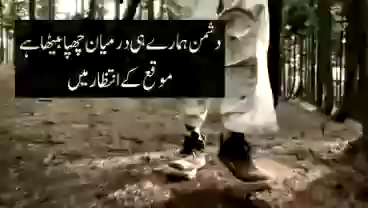 دشمن ہمارے ہی درمیان چھپا بیٹھا ہے
موقع کے انتظار میں